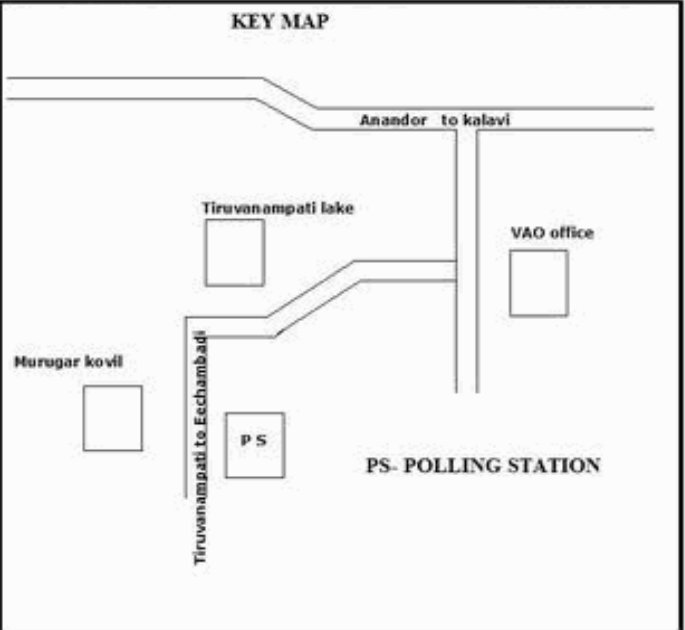 KEY MAP
Anandor to kalavi
Tiruvanampati lake
VAO office
Murugar kovil
Tiruvanampati to Eechambadi
P S
PS- POLLING STATION